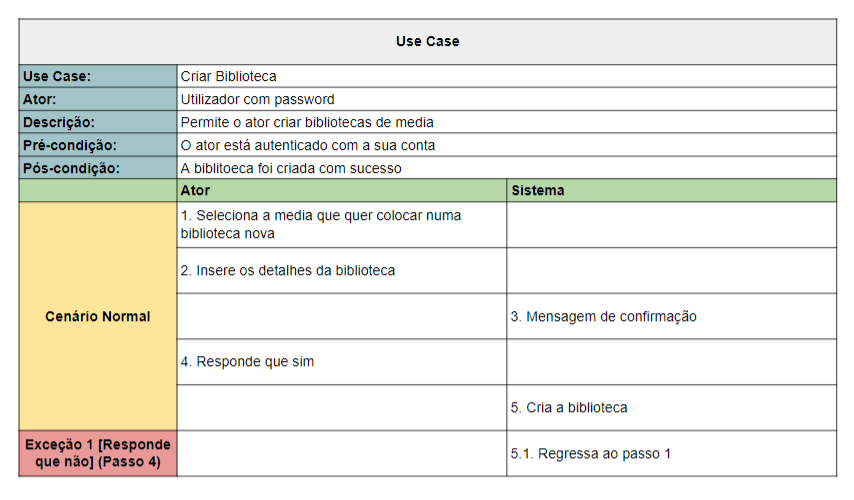 Use Case
Use Case: Criar Biblioteca
Ator: Utilizador com password
Descrição: Permite o ator criar bibliotecas de media
Pré-condição: O ator está autenticado com a sua conta
Pós-condição: A biblitoeca foi criada com sucesso
Ator Sistema
1. Seleciona a media que quer colocar numa
biblioteca nova
2. Insere os detalhes da biblioteca
Cenário Normal
3. Mensagem de confirmação
4. Responde que sim
5. Cria a biblioteca
Exceção 1 [Responde
que não] (Passo 4)
5.1. Regressa ao passo 1